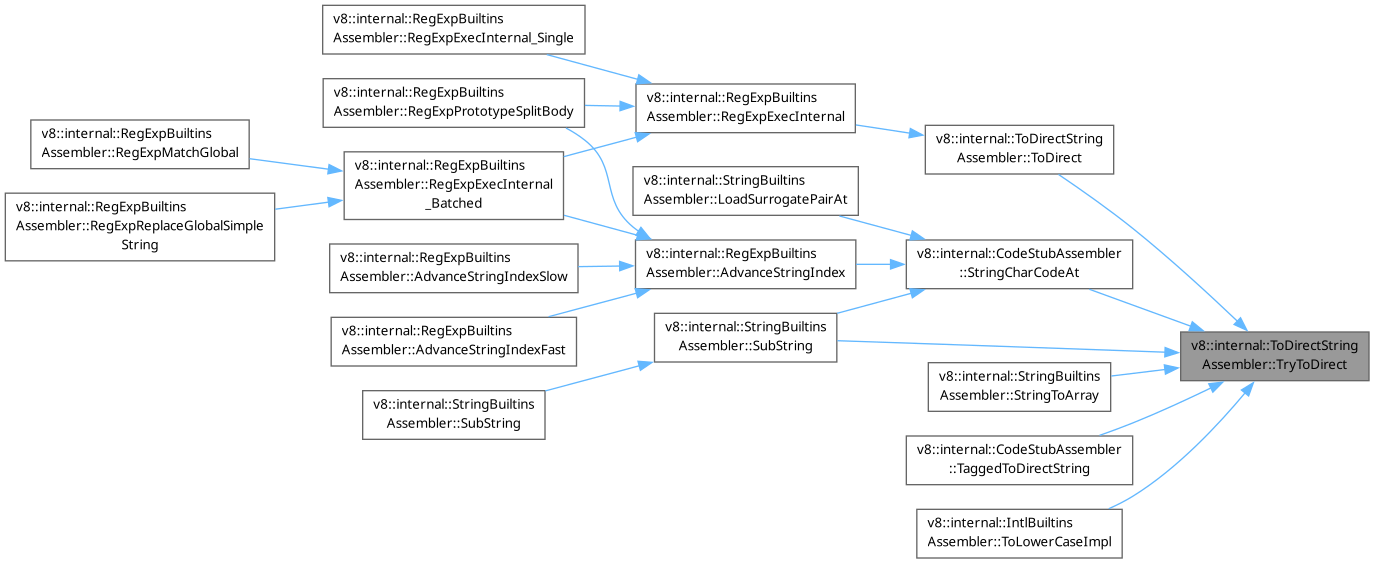 v8::internal::RegExpBuiltins
Assembler::RegExpExecInternal_Single
v8::internal::RegExpBuiltins
Assembler::RegExpPrototypeSplitBody
v8::internal::RegExpBuiltins
Assembler::RegExpExecInternal
v8::internal::ToDirectString
Assembler::ToDirect
v8::internal::RegExpBuiltins
Assembler::RegExpMatchGlobal
v8::internal::RegExpBuiltins
Assembler::RegExpExecInternal
_Batched
v8::internal::StringBuiltins
Assembler::LoadSurrogatePairAt
v8::internal::RegExpBuiltins
Assembler::RegExpReplaceGlobalSimple
String
v8::internal::RegExpBuiltins
Assembler::AdvanceStringIndexSlow
v8::internal::RegExpBuiltins
Assembler::AdvanceStringIndex
v8::internal::CodeStubAssembler
::StringCharCodeAt
v8::internal::RegExpBuiltins
Assembler::AdvanceStringIndexFast
v8::internal::StringBuiltins
Assembler::SubString
v8::internal::ToDirectString
Assembler::TryToDirect
v8::internal::StringBuiltins
Assembler::StringToArray
v8::internal::StringBuiltins
Assembler::SubString
v8::internal::CodeStubAssembler
::TaggedToDirectString
v8::internal::IntlBuiltins
Assembler::ToLowerCaseImpl